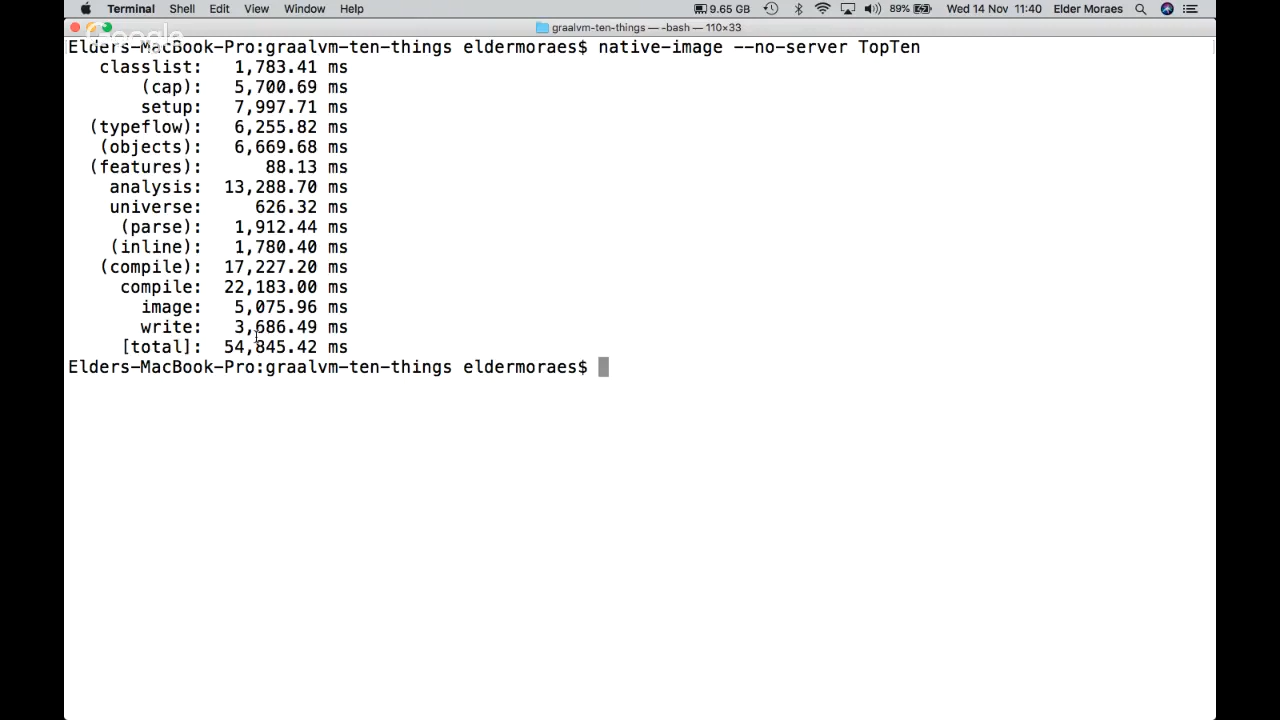 Terminal Shell Edit View Window Help 9.65 GB 89% Wed 14 Nov 11:40 Elder Moraes
graalvm-ten-things — -bash — 110×33
Google
Elders-MacBook-Pro:graalvm-ten-things eldermoraes$ native-image --no-server TopTen
classlist: 1,783.41 ms
(cap): 5,700.69 ms
setup: 7,997.71 ms
(typeflow): 6,255.82 ms
(objects): 6,669.68 ms
(features): 88.13 ms
analysis: 13,288.70 ms
universe: 626.32 ms
(parse): 1,912.44 ms
(inline): 1,780.40 ms
(compile): 17,227.20 ms
compile: 22,183.00 ms
image: 5,075.96 ms
write: 3,686.49 ms
[total]: 54,845.42 ms
Elders-MacBook-Pro:graalvm-ten-things eldermoraes$